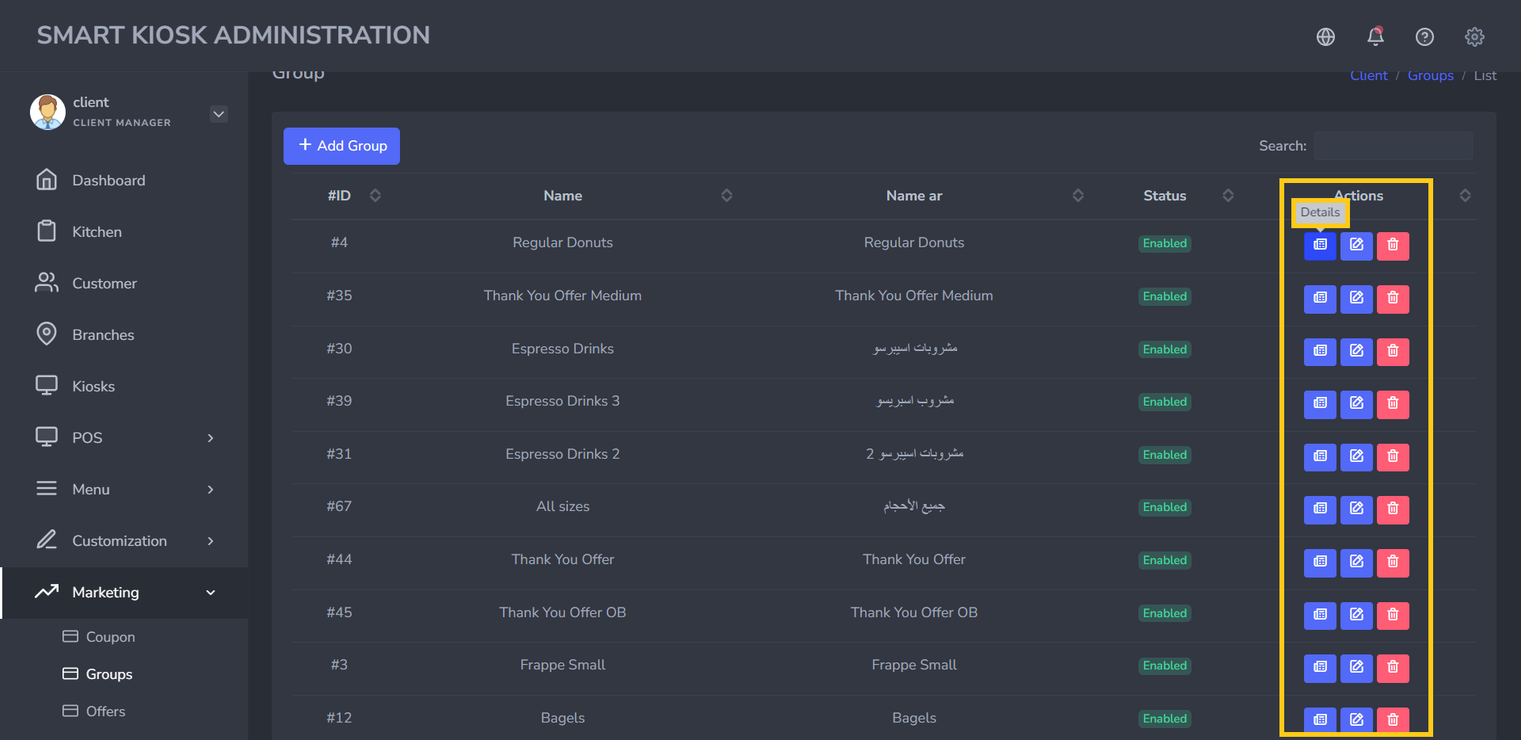 SMART KIOSK ADMINISTRATION
Group
Client / Groups / List
client
CLIENT MANAGER
+ Add Group
Search:
Dashboard
Kitchen
Customer
Branches
Kiosks
POS
Menu
Customization
Marketing
Coupon
Groups
Offers
#ID Name Name ar Status Actions
Details
#4 Regular Donuts Regular Donuts Enabled
#35 Thank You Offer Medium Thank You Offer Medium Enabled
#30 Espresso Drinks مشروبات اسيبرسو Enabled
#39 Espresso Drinks 3 مشروب اسبريسو Enabled
#31 Espresso Drinks 2 مشروبات اسيبرسو 2 Enabled
#67 All sizes جميع الأحجام Enabled
#44 Thank You Offer Thank You Offer Enabled
#45 Thank You Offer OB Thank You Offer OB Enabled
#3 Frappe Small Frappe Small Enabled
#12 Bagels Bagels Enabled